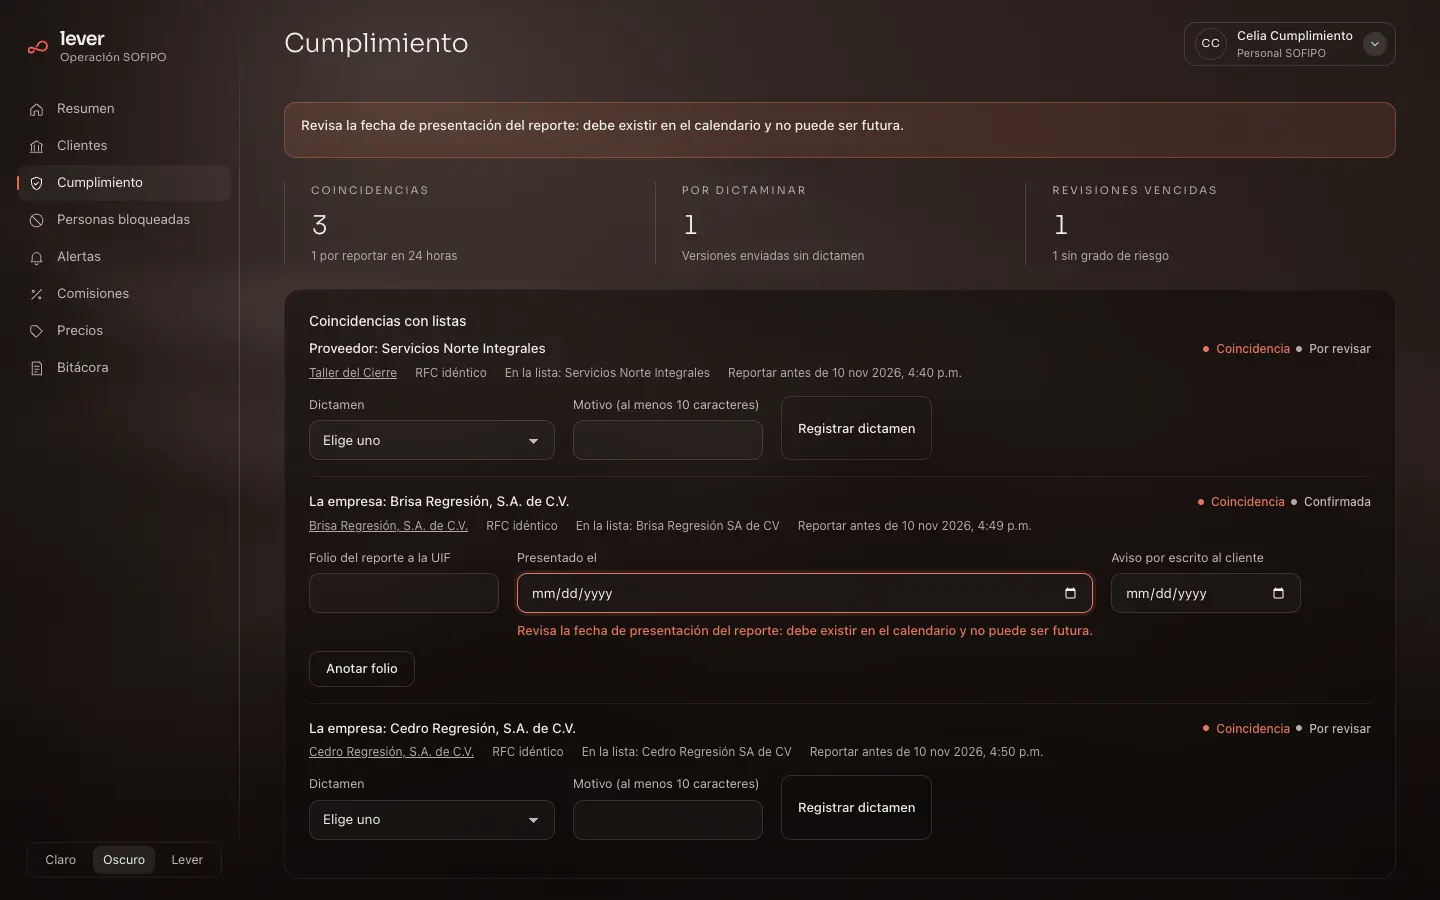 lever
Operación SOFIPO
Resumen
Clientes
Cumplimiento
Personas bloqueadas
Alertas
Comisiones
Precios
Bitácora
Claro
Oscuro
Lever
Cumplimiento
CC
Celia Cumplimiento
Personal SOFIPO
Revisa la fecha de presentación del reporte: debe existir en el calendario y no puede ser futura.
COINCIDENCIAS
3
1 por reportar en 24 horas
POR DICTAMINAR
1
Versiones enviadas sin dictamen
REVISIONES VENCIDAS
1
1 sin grado de riesgo
Coincidencias con listas
Proveedor: Servicios Norte Integrales
Coincidencia Por revisar
Taller del Cierre RFC idéntico En la lista: Servicios Norte Integrales Reportar antes de 10 nov 2026, 4:40 p.m.
Dictamen Motivo (al menos 10 caracteres)
Elige uno
Registrar dictamen
La empresa: Brisa Regresión, S.A. de C.V.
Coincidencia Confirmada
Brisa Regresión, S.A. de C.V. RFC idéntico En la lista: Brisa Regresión SA de CV Reportar antes de 10 nov 2026, 4:49 p.m.
Folio del reporte a la UIF Presentado el Aviso por escrito al cliente
mm/dd/yyyy mm/dd/yyyy
Revisa la fecha de presentación del reporte: debe existir en el calendario y no puede ser futura.
Anotar folio
La empresa: Cedro Regresión, S.A. de C.V.
Coincidencia Por revisar
Cedro Regresión, S.A. de C.V. RFC idéntico En la lista: Cedro Regresión SA de CV Reportar antes de 10 nov 2026, 4:50 p.m.
Dictamen Motivo (al menos 10 caracteres)
Elige uno
Registrar dictamen